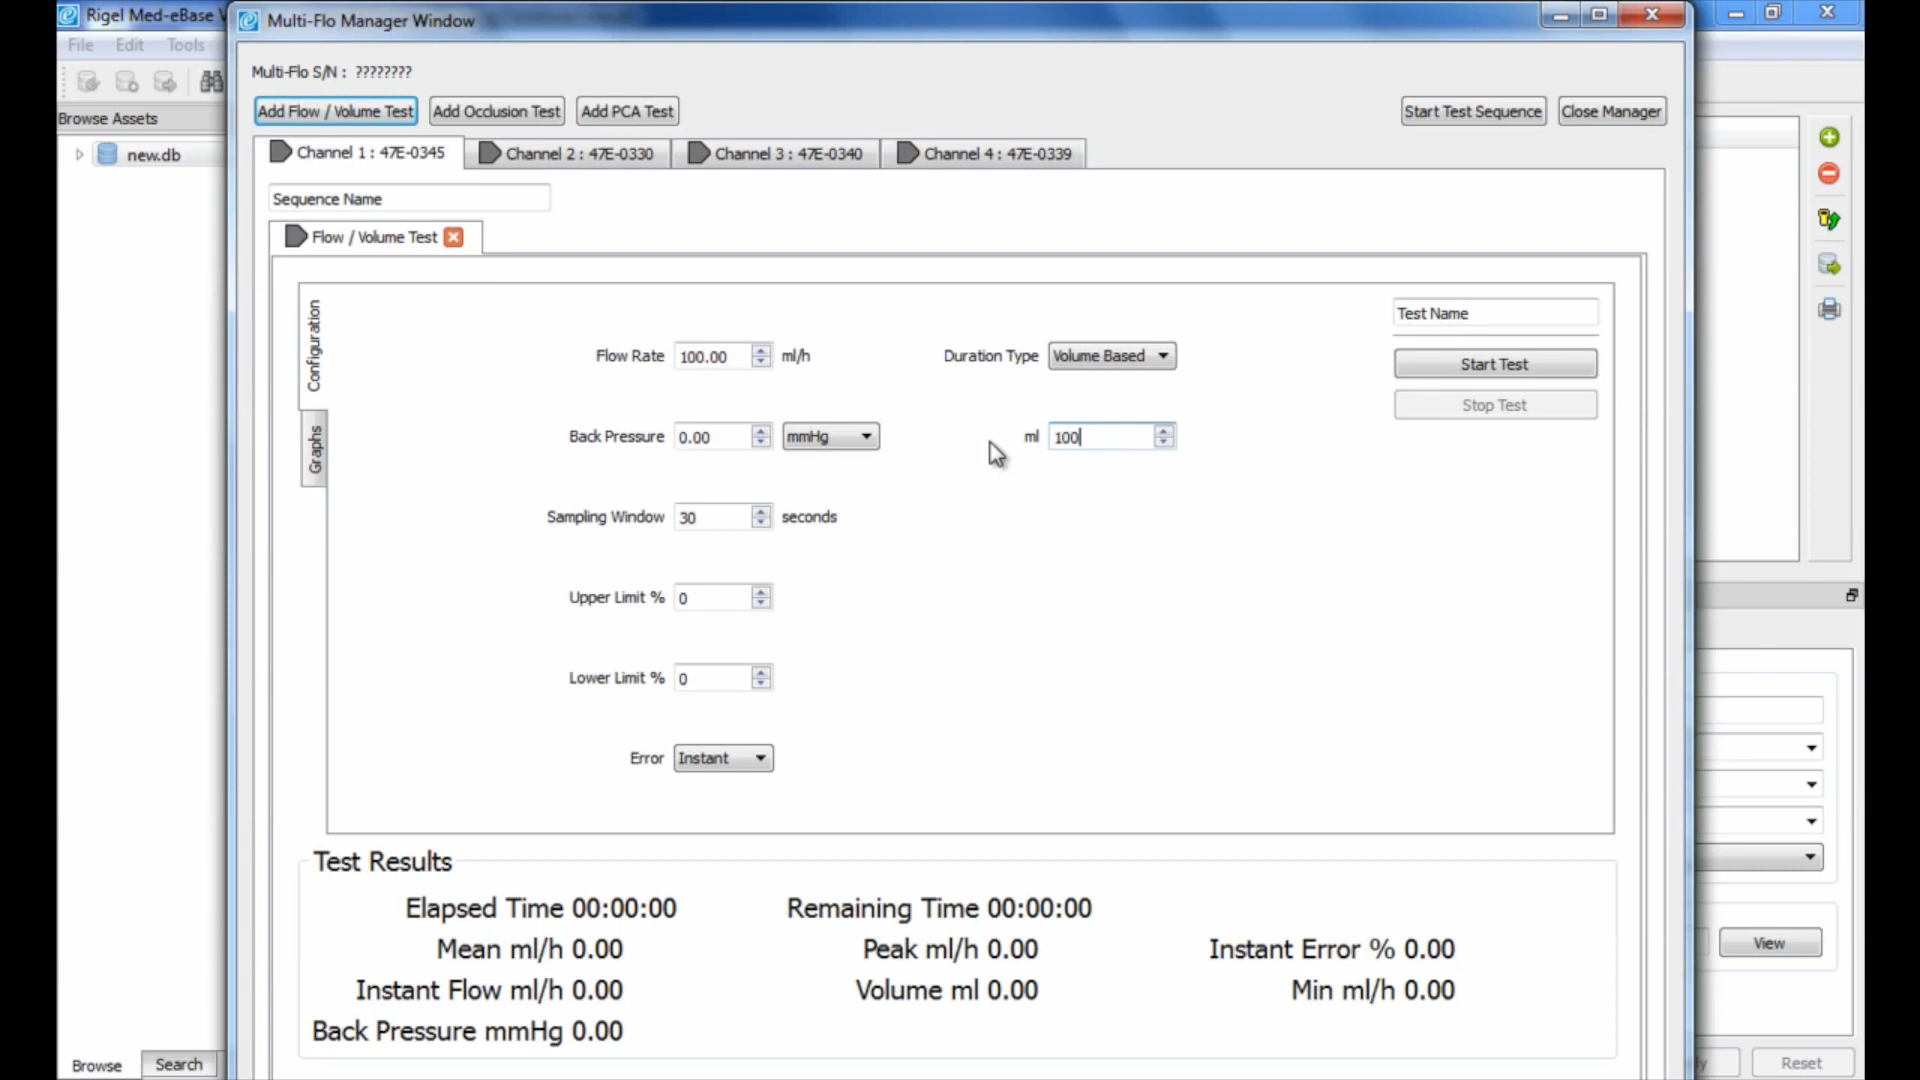 Rigel Med-eBase V
Multi-Flo Manager Window
File Edit Tools
Multi-Flo S/N : ????????
Add Flow / Volume Test Add Occlusion Test Add PCA Test Start Test Sequence Close Manager
Browse Assets
new.db
Channel 1 : 47E-0345 Channel 2 : 47E-0330 Channel 3 : 47E-0340 Channel 4 : 47E-0339
Sequence Name
Flow / Volume Test
Configuration
Graphs
Test Name
Flow Rate 100.00 ml/h Duration Type Volume Based
Start Test
Stop Test
Back Pressure 0.00 mmHg ml 100
Sampling Window 30 seconds
Upper Limit % 0
Lower Limit % 0
Error Instant
Test Results
Elapsed Time 00:00:00 Remaining Time 00:00:00
Mean ml/h 0.00 Peak ml/h 0.00 Instant Error % 0.00
Instant Flow ml/h 0.00 Volume ml 0.00 Min ml/h 0.00
Back Pressure mmHg 0.00
View
Browse Search
Reset